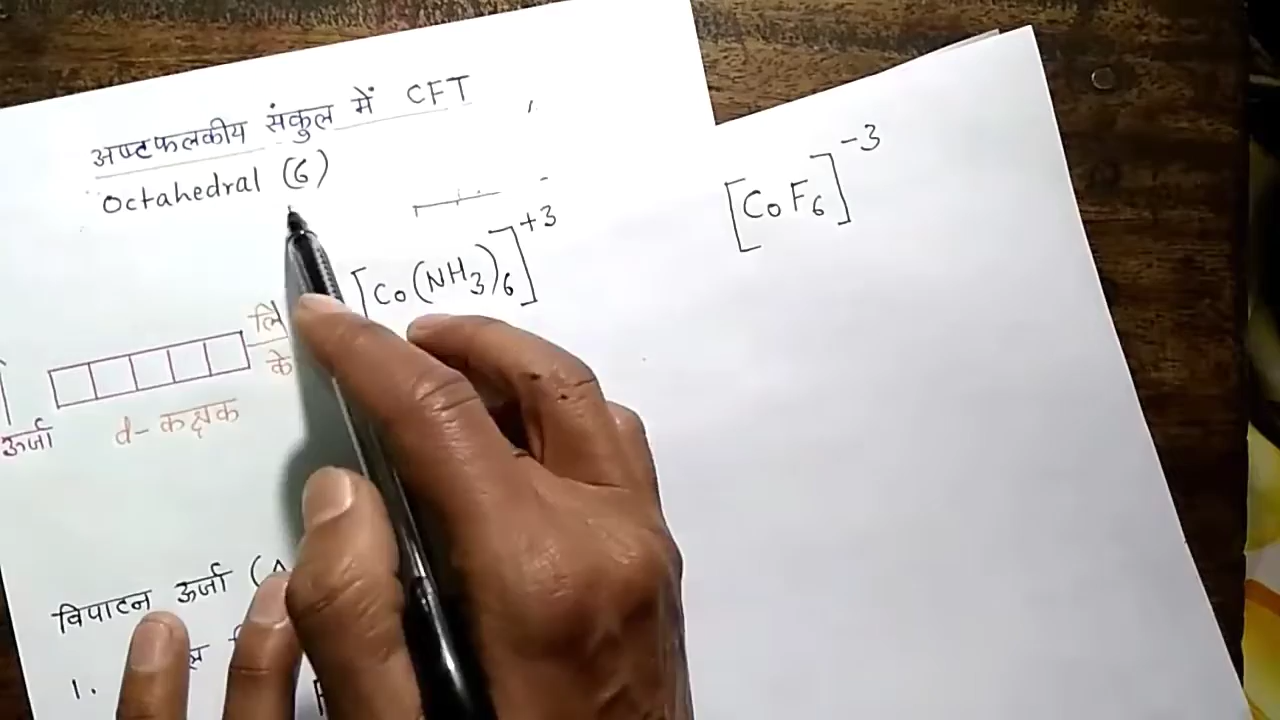 अष्टफलकीय संकुल में CFT
Octahedral (6)
[Co(NH3)6]+3
[CoF6]-3
लि
के
ऊर्जा
d-कक्षक
विपाटन ऊर्जा (
1.